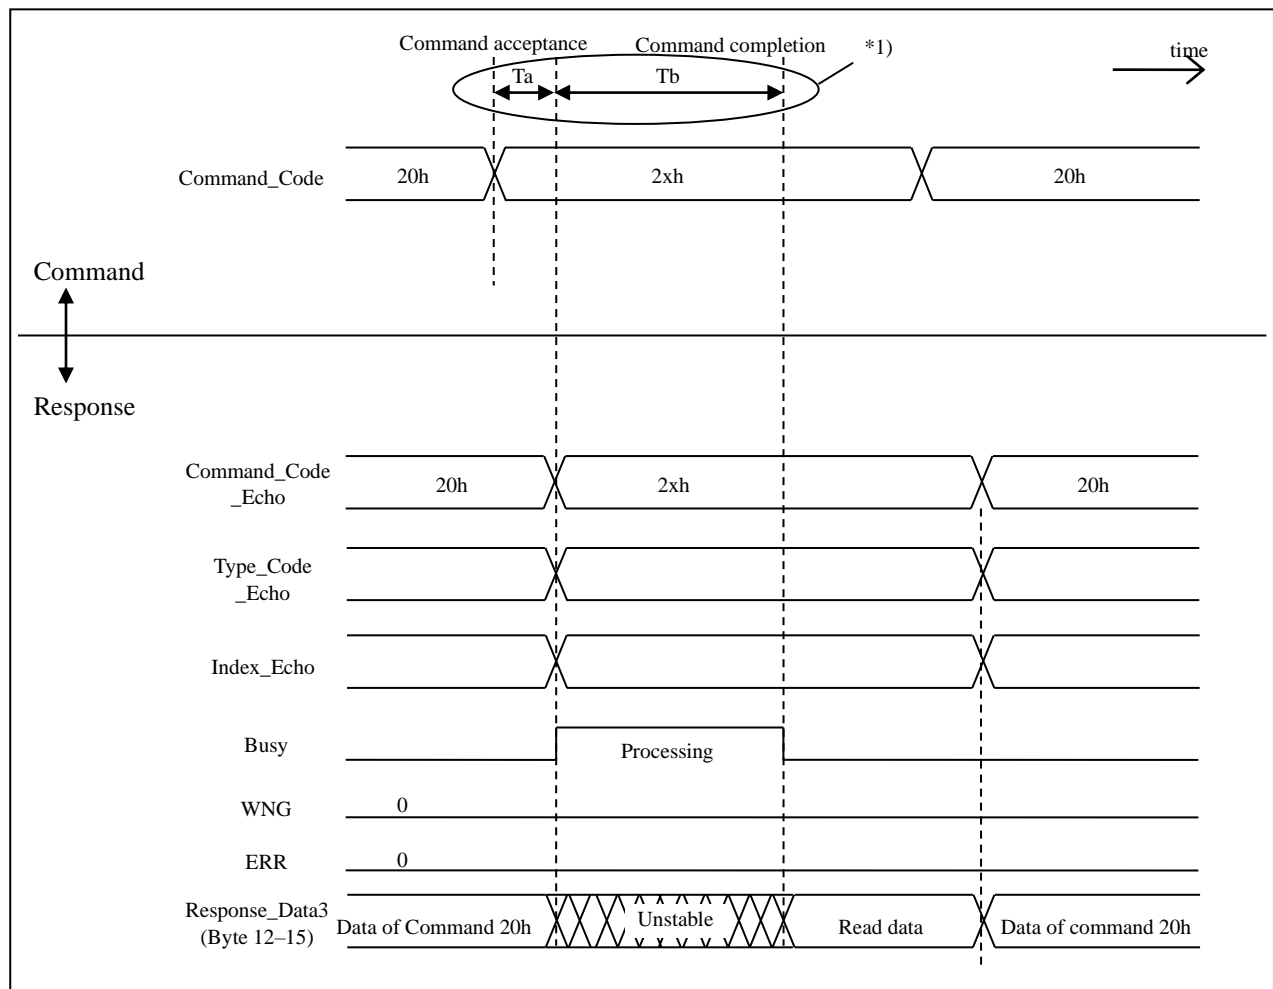 Command acceptance
Command completion
*1)
time
Ta
Tb
Command_Code
20h
2xh
20h
Command
Response
Command_Code
_Echo
20h
2xh
20h
Type_Code
_Echo
Index_Echo
Busy
Processing
WNG
0
ERR
0
Response_Data3
(Byte 12–15)
Data of Command 20h
Unstable
Read data
Data of command 20h